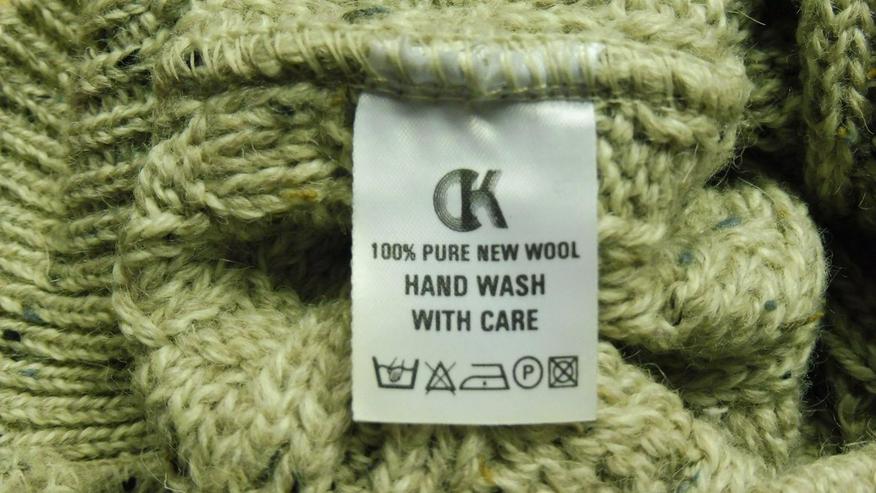 CK
100% PURE NEW WOOL
HAND WASH
WITH CARE
P